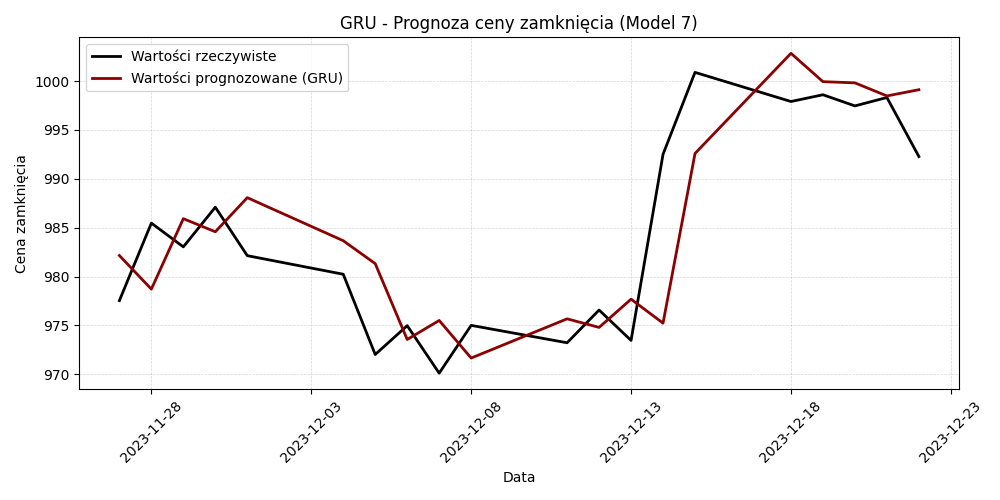 GRU - Prognoza ceny zamknięcia (Model 7)
Wartości rzeczywiste
Wartości prognozowane (GRU)
Cena zamknięcia
1000
995
990
985
980
975
970
2023-11-28
2023-12-03
2023-12-08
2023-12-13
2023-12-18
2023-12-23
Data